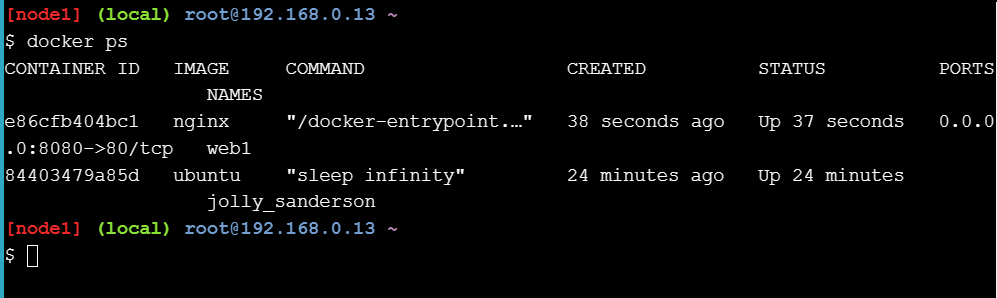 [node1] (local) root@192.168.0.13 ~
$ docker ps
CONTAINER ID   IMAGE     COMMAND                  CREATED          STATUS          PORTS
                  NAMES
e86cfb404bc1   nginx     "/docker-entrypoint.…"   38 seconds ago   Up 37 seconds   0.0.0
.0:8080->80/tcp   web1
84403479a85d   ubuntu    "sleep infinity"         24 minutes ago   Up 24 minutes
                  jolly_sanderson
[node1] (local) root@192.168.0.13 ~
$